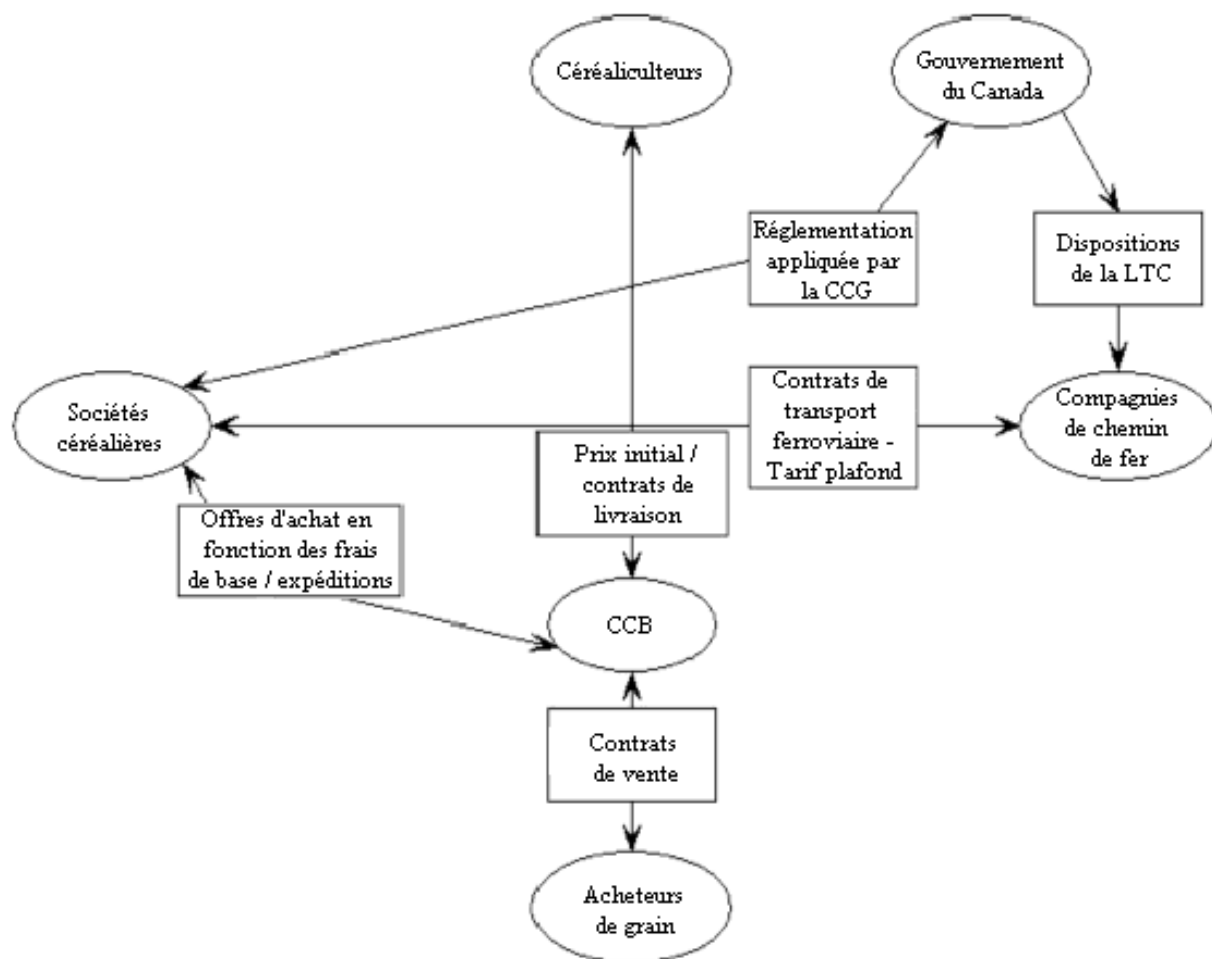 Céréaliculteurs
Gouvernement
du Canada
Réglementation
appliquée par
la CCG
Dispositions
de la LTC
Sociétés
céréalières
Contrats de
transport
ferroviaire -
Tarif plafond
Compagnies
de chemin
de fer
Prix initial /
contrats de
livraison
Offres d'achat en
fonction des frais
de base / expéditions
CCB
Contrats
de vente
Acheteurs
de grain